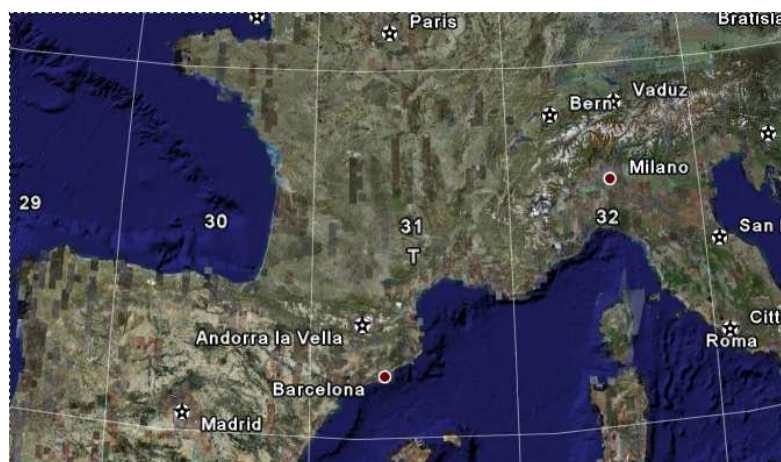 Paris
Bratisla
Bern
Vaduz
Milano
29
30
31
32
T
San
Andorra la Vella
Citt
Roma
Barcelona
Madrid